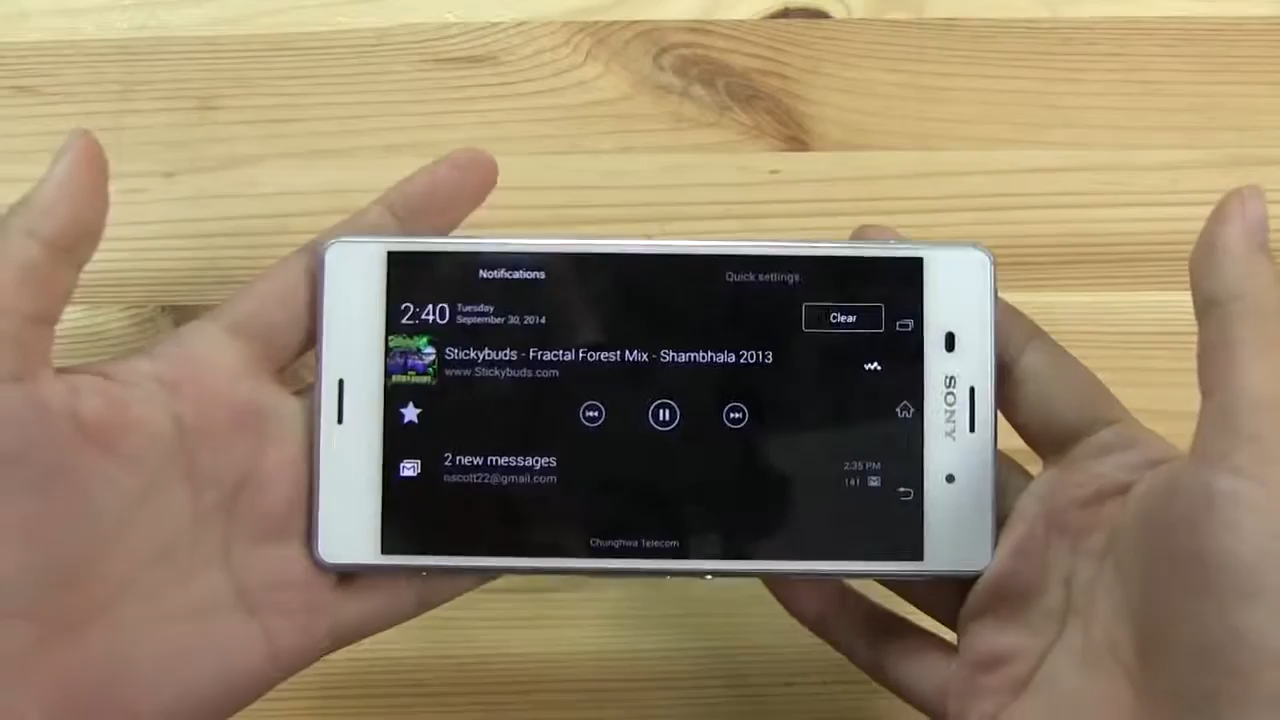 Notifications
Quick settings
2:40
Tuesday
September 30, 2014
Clear
Stickybuds - Fractal Forest Mix - Shambhala 2013
www.Stickybuds.com
2 new messages
nscott22@gmail.com
2:35 PM
141
Chunghwa Telecom
SONY